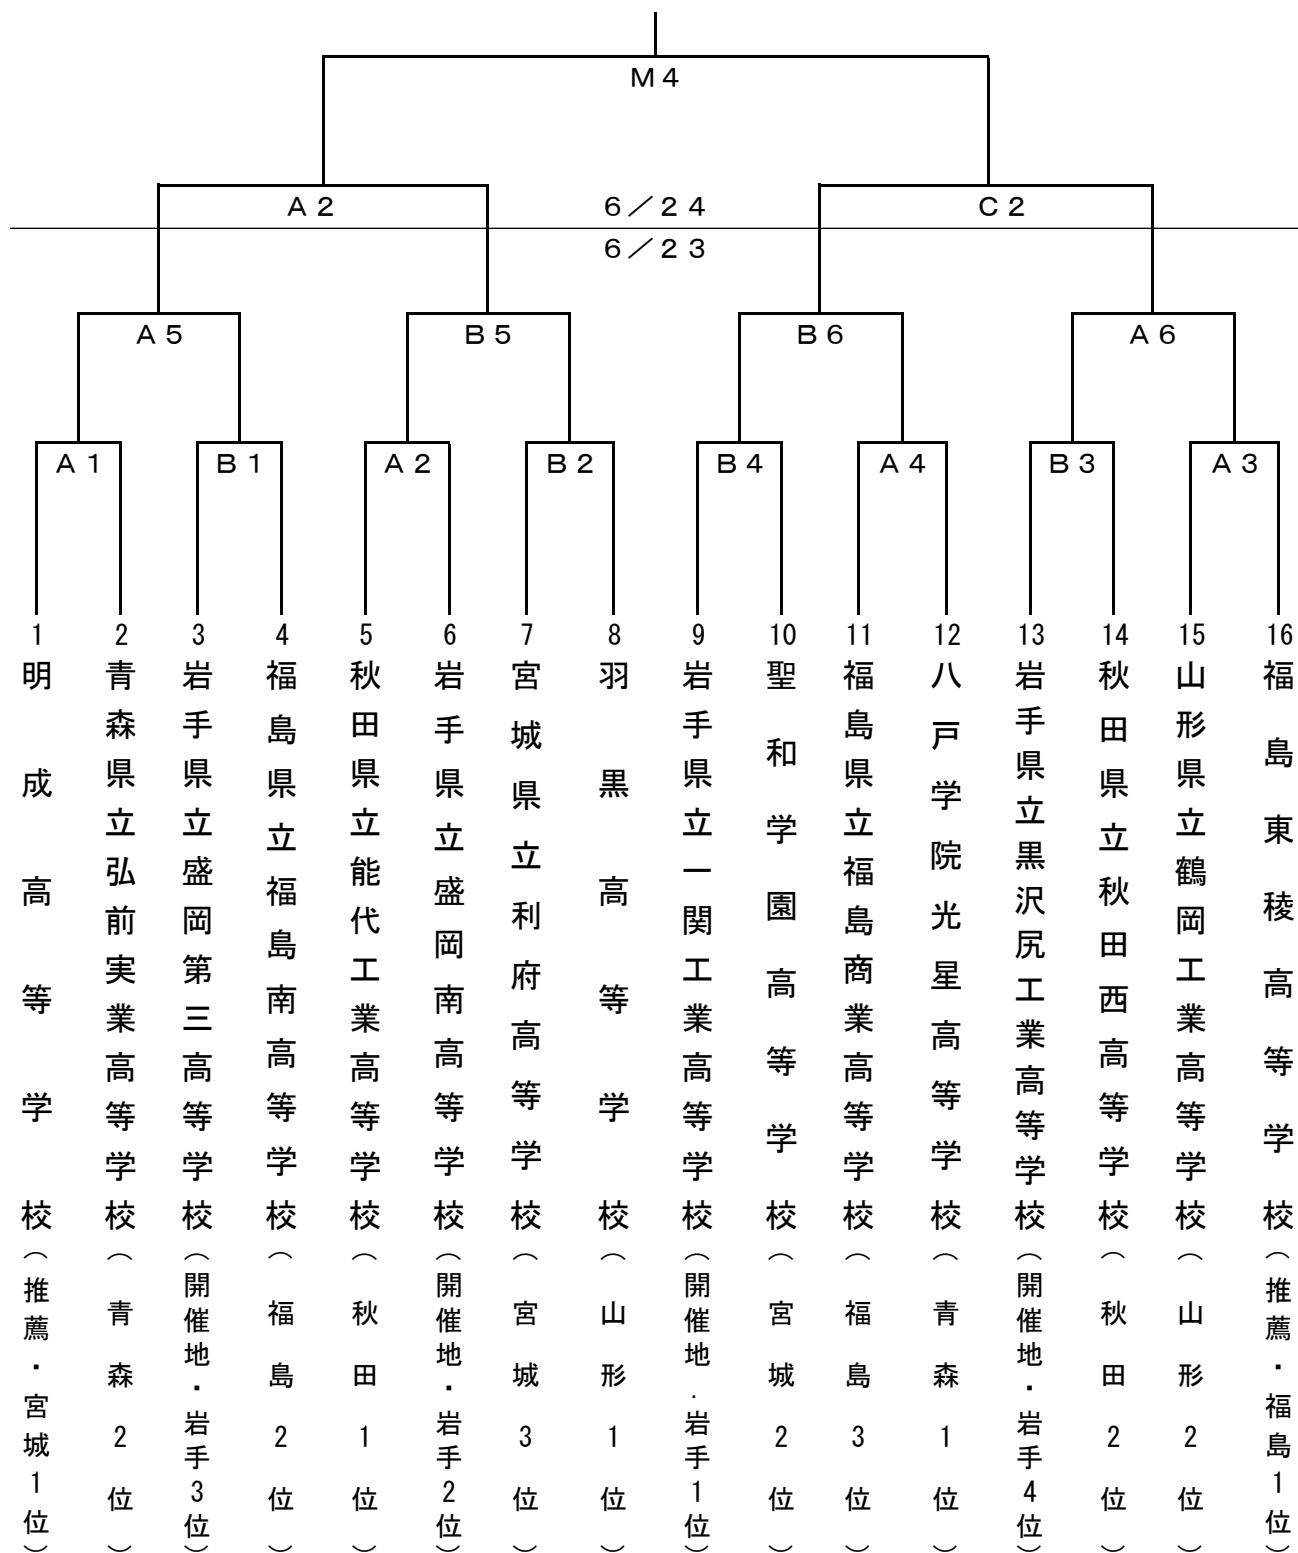 M4
A2
6／24
C2
6／23
A5
B5
B6
A6
A1
B1
A2
B2
B4
A4
B3
A3
1
明成高等学校（推薦・宮城1位）
2
青森県立弘前実業高等学校（青森2位）
3
岩手県立盛岡第三高等学校（開催地・岩手3位）
4
福島県立福島南高等学校（福島2位）
5
秋田県立能代工業高等学校（秋田1位）
6
岩手県立盛岡南高等学校（開催地・岩手2位）
7
宮城県立利府高等学校（宮城3位）
8
羽黒高等学校（山形1位）
9
岩手県立一関工業高等学校（開催地．岩手1位）
10
聖和学園高等学校（宮城2位）
11
福島県立福島商業高等学校（福島3位）
12
八戸学院光星高等学校（青森1位）
13
岩手県立黒沢尻工業高等学校（開催地・岩手4位）
14
秋田県立秋田西高等学校（秋田2位）
15
山形県立鶴岡工業高等学校（山形2位）
16
福島東稜高等学校（推薦・福島1位）